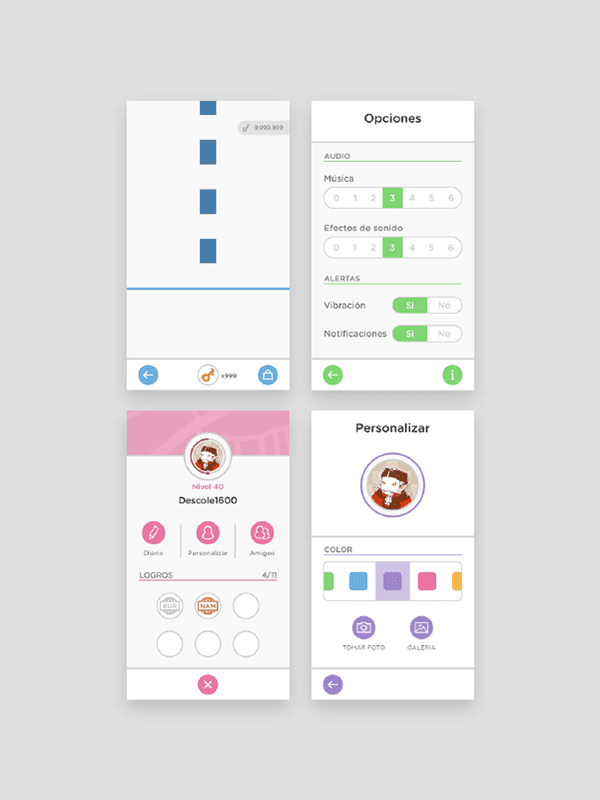 9.999.999
x999
Opciones
AUDIO
Música
0 1 2 3 4 5 6
Efectos de sonido
0 1 2 3 4 5 6
ALERTAS
Vibración Si No
Notificaciones Si No
i
Nivel 40
Descole1600
Diario Personalizar Amigos
LOGROS 4/11
EUR NAM
Personalizar
COLOR
TOMAR FOTO GALERÍA